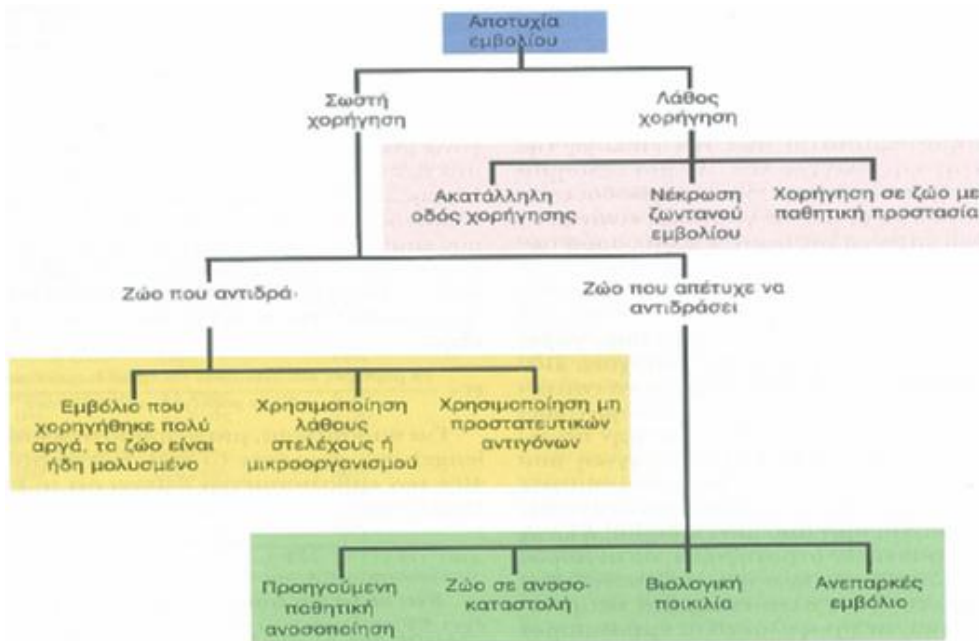 Αποτυχία
εμβολίου
Σωστή
χορήγηση
Λάθος
χορήγηση
Ακατάλληλη
οδός χορήγησης
Νέκρωση
ζωντανού
εμβολίου
Χορήγηση σε ζώο με
παθητική προστασία
Ζώο που αντιδρά·
Ζώο που απέτυχε να
αντιδράσει
Εμβόλιο που
χορηγήθηκε πολύ
αργά, το ζώο είναι
ήδη μολυσμένο
Χρησιμοποίηση
λάθους
στελέχους ή
μικροοργανισμού
Χρησιμοποίηση μη
προστατευτικών
αντιγόνων
Προηγούμενη
παθητική
ανοσοποίηση
Ζώο σε ανοσο-
καταστολή
Βιολογική
ποικιλία
Ανεπαρκές
εμβόλιο